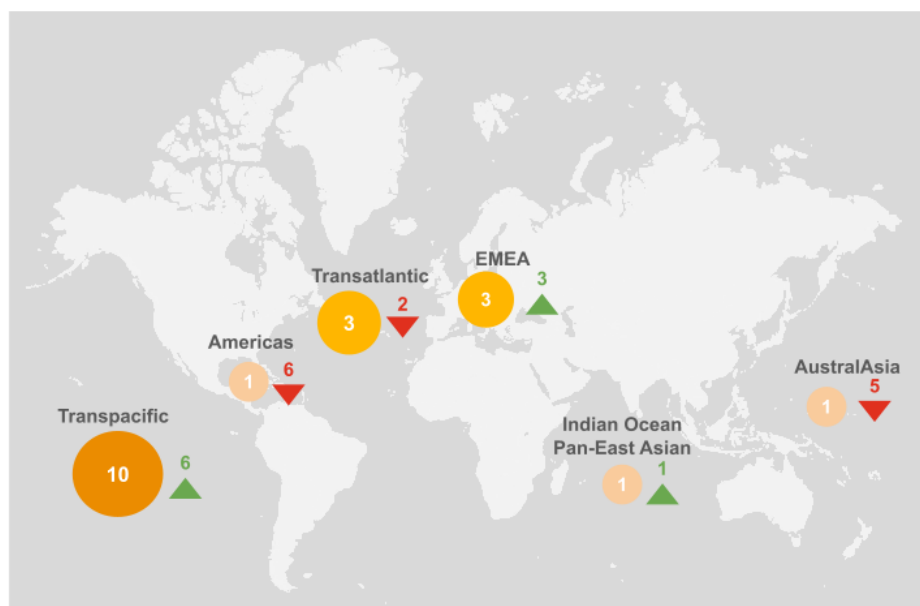 EMEA
3
3
Transatlantic
3
2
Americas
1
6
AustralAsia
1
5
Transpacific
10
6
Indian Ocean
Pan-East Asian
1
1